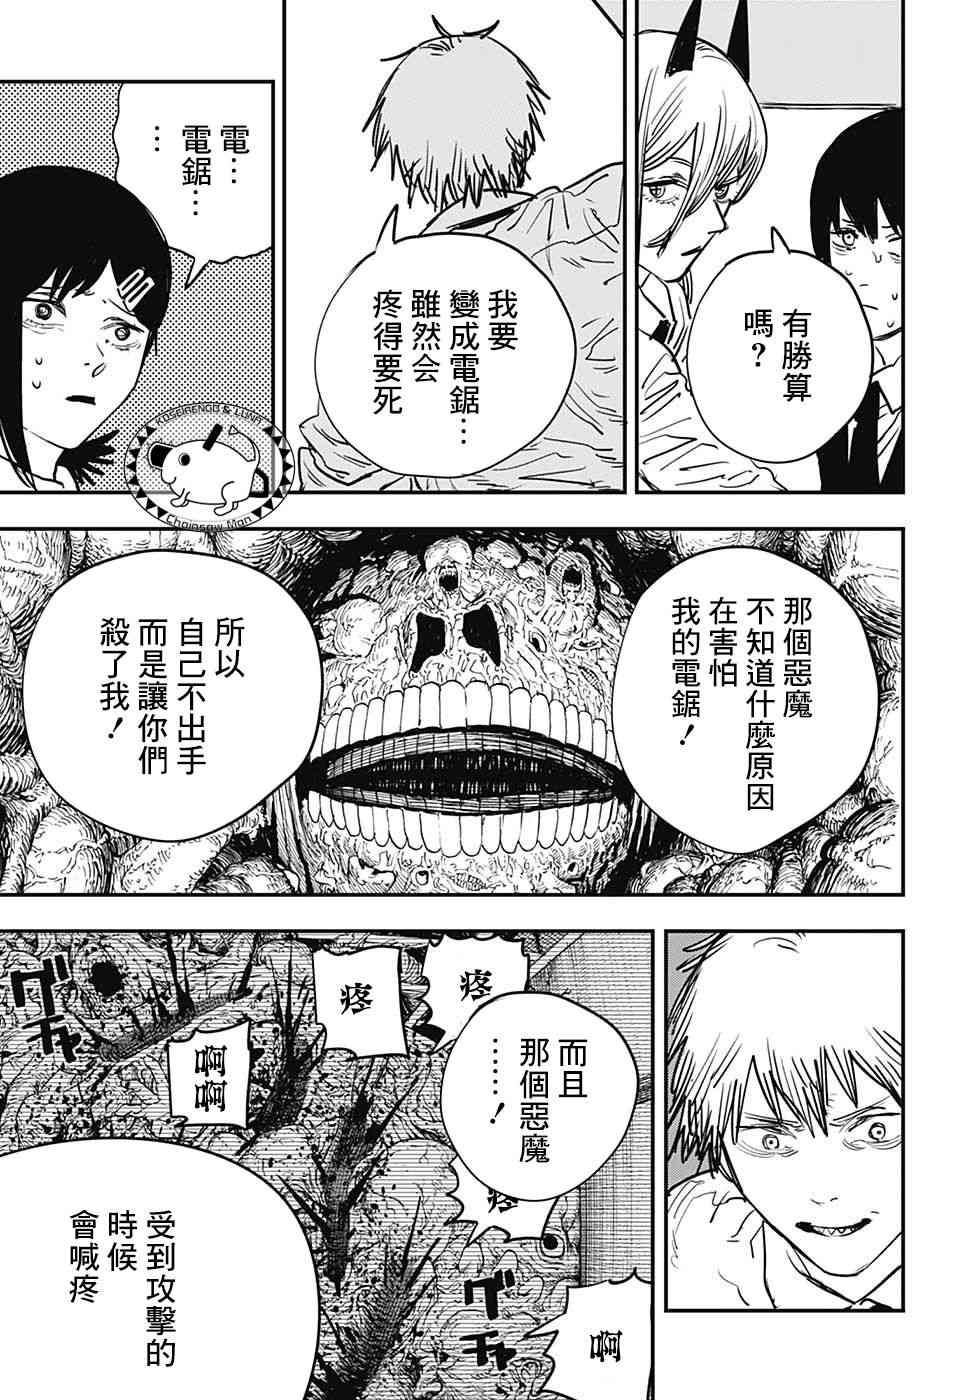 有勝算
嗎?
我要
變成電鋸…
雖然会
疼得要死
電…
電鋸…
…
那個惡魔
不知道什麼原因
在害怕
我的電鋸!
所以
自己不出手
而是讓你們
殺了我!
KOSEIRENGO & LUNA
Chainsaw Man
而且
那個惡魔
……!
疼
疼
啊啊
疼
啊
グチャ
グチャ
受到攻擊的
時候
會喊疼